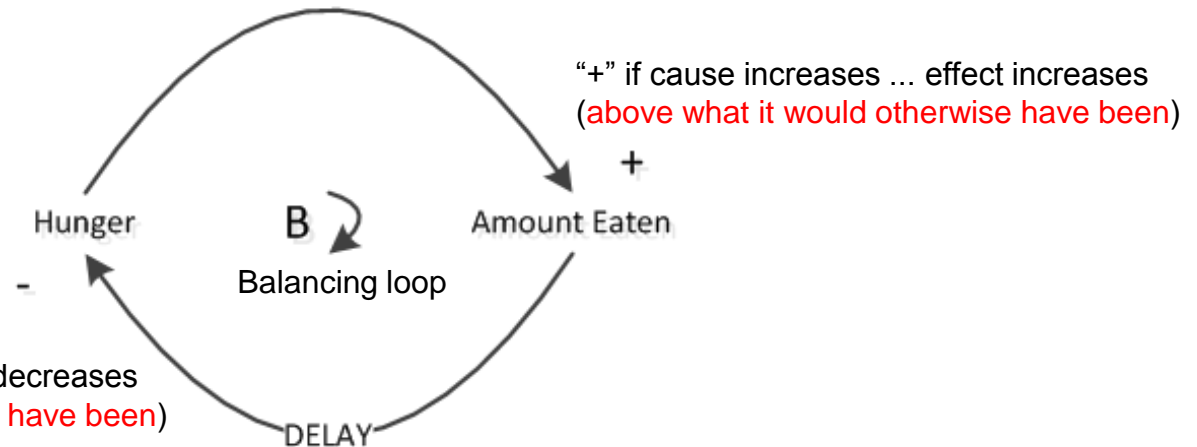 “+” if cause increases ... effect increases
(above what it would otherwise have been)
+
Hunger
B
Amount Eaten
-
Balancing loop
decreases
have been)
DELAY